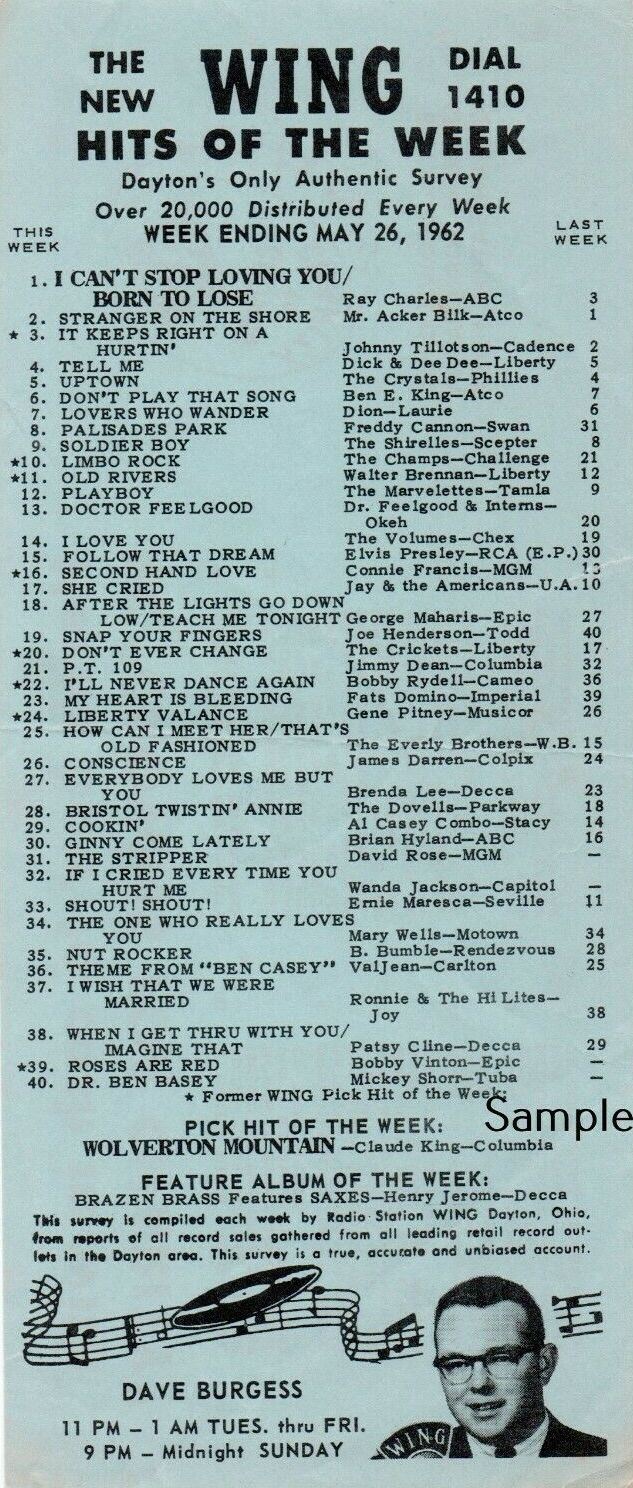 THE NEW WING DIAL 1410
HITS OF THE WEEK
Dayton's Only Authentic Survey
Over 20,000 Distributed Every Week
THIS WEEK WEEK ENDING MAY 26, 1962 LAST WEEK
1. I CAN'T STOP LOVING YOU/
BORN TO LOSE Ray Charles—ABC 3
2. STRANGER ON THE SHORE Mr. Acker Bilk—Atco 1
★ 3. IT KEEPS RIGHT ON A
HURTIN' Johnny Tillotson—Cadence 2
4. TELL ME Dick & Dee Dee—Liberty 5
5. UPTOWN The Crystals—Phillies 4
6. DON'T PLAY THAT SONG Ben E. King—Atco 7
7. LOVERS WHO WANDER Dion—Laurie 6
8. PALISADES PARK Freddy Cannon—Swan 31
9. SOLDIER BOY The Shirelles—Scepter 8
★10. LIMBO ROCK The Champs—Challenge 21
★11. OLD RIVERS Walter Brennan—Liberty 12
12. PLAYBOY The Marvelettes—Tamla 9
13. DOCTOR FEELGOOD Dr. Feelgood & Interns—
Okeh 20
14. I LOVE YOU The Volumes—Chex 19
15. FOLLOW THAT DREAM Elvis Presley—RCA (E.P.) 30
★16. SECOND HAND LOVE Connie Francis—MGM
17. SHE CRIED Jay & the Americans—U.A. 10
18. AFTER THE LIGHTS GO DOWN
LOW/TEACH ME TONIGHT George Maharis—Epic 27
19. SNAP YOUR FINGERS Joe Henderson—Todd 40
★20. DON'T EVER CHANGE The Crickets—Liberty 17
21. P.T. 109 Jimmy Dean—Columbia 32
★22. I'LL NEVER DANCE AGAIN Bobby Rydell—Cameo 36
23. MY HEART IS BLEEDING Fats Domino—Imperial 39
★24. LIBERTY VALANCE Gene Pitney—Musicor 26
25. HOW CAN I MEET HER/THAT'S
OLD FASHIONED The Everly Brothers—W.B. 15
26. CONSCIENCE James Darren—Colpix 24
27. EVERYBODY LOVES ME BUT
YOU Brenda Lee—Decca 23
28. BRISTOL TWISTIN' ANNIE The Dovells—Parkway 18
29. COOKIN' Al Casey Combo—Stacy 14
30. GINNY COME LATELY Brian Hyland—ABC 16
31. THE STRIPPER David Rose—MGM —
32. IF I CRIED EVERY TIME YOU
HURT ME Wanda Jackson—Capitol —
33. SHOUT! SHOUT! Ernie Maresca—Seville 11
34. THE ONE WHO REALLY LOVES
YOU Mary Wells—Motown 34
35. NUT ROCKER B. Bumble—Rendezvous 28
36. THEME FROM "BEN CASEY" ValJean—Carlton 25
37. I WISH THAT WE WERE
MARRIED Ronnie & The Hi Lites—
Joy 38
38. WHEN I GET THRU WITH YOU/
IMAGINE THAT Patsy Cline—Decca 29
★39. ROSES ARE RED Bobby Vinton—Epic —
40. DR. BEN BASEY Mickey Shorr—Tuba —
★ Former WING Pick Hit of the Week:
Sample
PICK HIT OF THE WEEK:
WOLVERTON MOUNTAIN —Claude King—Columbia
FEATURE ALBUM OF THE WEEK:
BRAZEN BRASS Features SAXES—Henry Jerome—Decca
This survey is compiled each week by Radio Station WING Dayton, Ohio,
from reports of all record sales gathered from all leading retail record out-
lets in the Dayton area. This survey is a true, accurate and unbiased account.
DAVE BURGESS
11 PM – 1 AM TUES. thru FRI.
9 PM – Midnight SUNDAY
WING